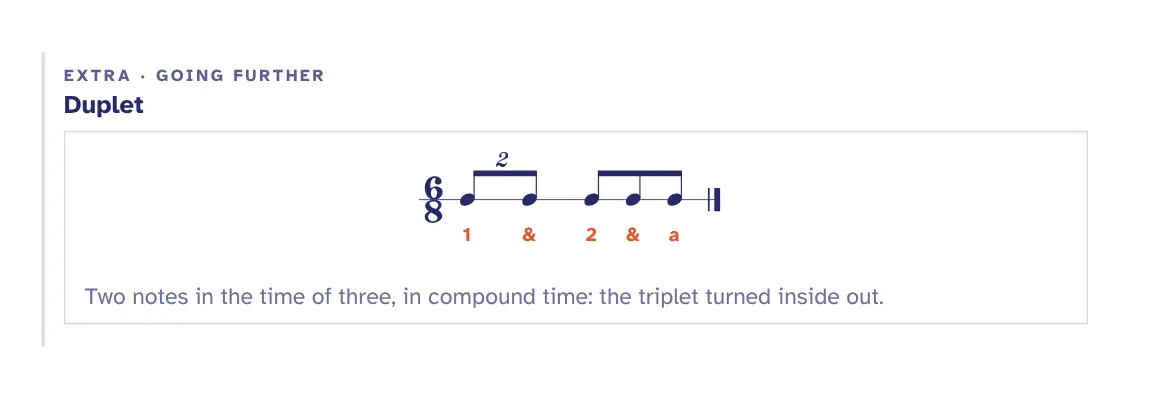 EXTRA · GOING FURTHER
Duplet
2
6
8
1 & 2 & a
Two notes in the time of three, in compound time: the triplet turned inside out.